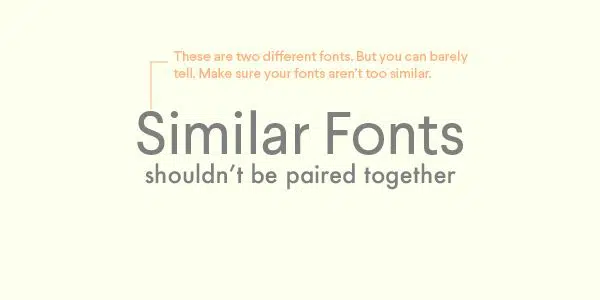 These are two different fonts. But you can barely
tell. Make sure your fonts aren't too similar.
Similar Fonts
shouldn't be paired together